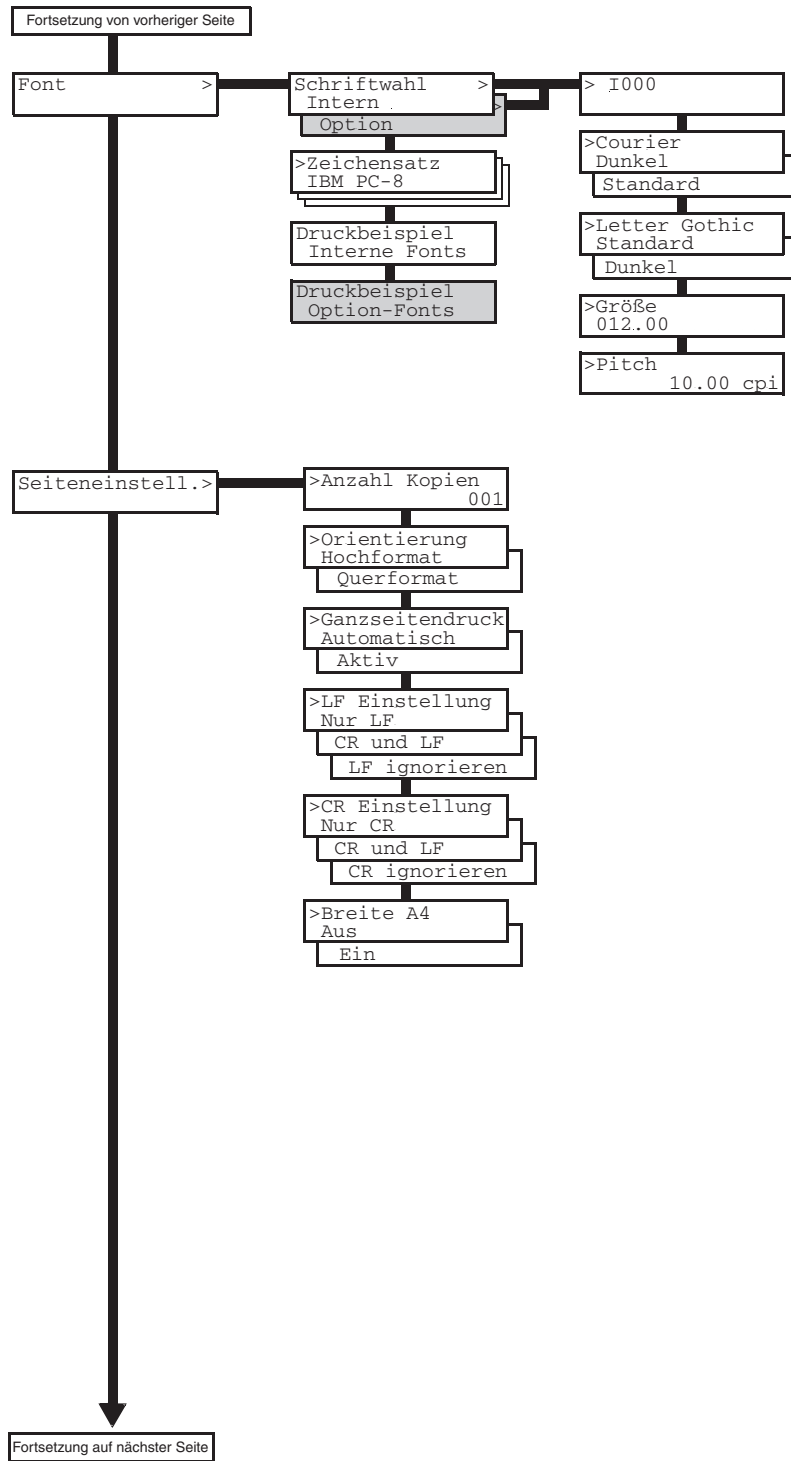 Fortsetzung von vorheriger Seite
Font >
Schriftwahl >
Intern
>
Option
>Zeichensatz
IBM PC-8
Druckbeispiel
Interne Fonts
Druckbeispiel
Option-Fonts
> I000
>Courier
Dunkel
Standard
>Letter Gothic
Standard
Dunkel
>Größe
012.00
>Pitch
10.00 cpi
Seiteneinstell.>
>Anzahl Kopien
001
>Orientierung
Hochformat
Querformat
>Ganzseitendruck
Automatisch
Aktiv
>LF Einstellung
Nur LF
CR und LF
LF ignorieren
>CR Einstellung
Nur CR
CR und LF
CR ignorieren
>Breite A4
Aus
Ein
Fortsetzung auf nächster Seite